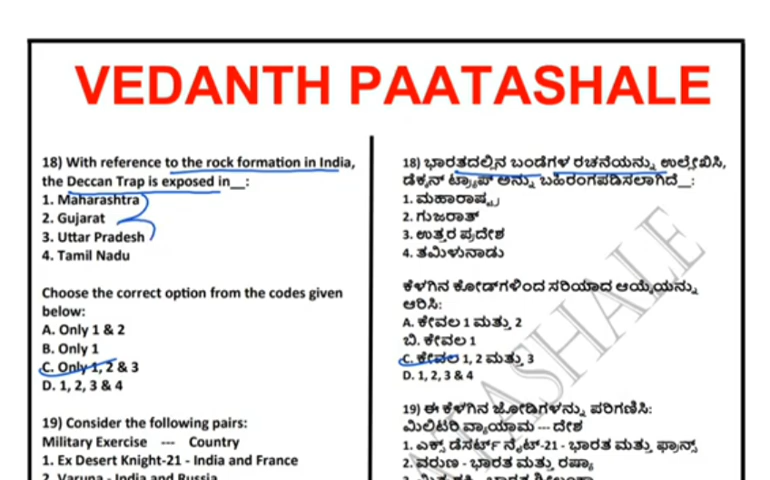 VEDANTH PAATASHALE
18) With reference to the rock formation in India,
the Deccan Trap is exposed in__:
1. Maharashtra
2. Gujarat
3. Uttar Pradesh
4. Tamil Nadu
Choose the correct option from the codes given
below:
A. Only 1 & 2
B. Only 1
C. Only 1, 2 & 3
D. 1, 2, 3 & 4
19) Consider the following pairs:
Military Exercise --- Country
1. Ex Desert Knight-21 - India and France
2. Varuna - India and Russia
18) ಭಾರತದಲ್ಲಿನ ಬಂಡೆಗಳ ರಚನೆಯನ್ನು ಉಲ್ಲೇಖಿಸಿ,
ಡೆಕ್ಕನ್ ಟ್ರ್ಯಾಪ್ ಅನ್ನು ಬಹಿರಂಗಪಡಿಸಲಾಗಿದೆ__:
1. ಮಹಾರಾಷ್ಟ್ರ
2. ಗುಜರಾತ್
3. ಉತ್ತರ ಪ್ರದೇಶ
4. ತಮಿಳುನಾಡು
ಕೆಳಗಿನ ಕೋಡ್‌ಗಳಿಂದ ಸರಿಯಾದ ಆಯ್ಕೆಯನ್ನು
ಆರಿಸಿ:
A. ಕೇವಲ 1 ಮತ್ತು 2
ಬಿ. ಕೇವಲ 1
C. ಕೇವಲ 1, 2 ಮತ್ತು 3
D. 1, 2, 3 & 4
19) ಈ ಕೆಳಗಿನ ಜೋಡಿಗಳನ್ನು ಪರಿಗಣಿಸಿ:
ಮಿಲಿಟರಿ ವ್ಯಾಯಾಮ --- ದೇಶ
1. ಎಕ್ಸ್ ಡೆಸರ್ಟ್ ನೈಟ್-21 - ಭಾರತ ಮತ್ತು ಫ್ರಾನ್ಸ್
2. ವರುಣ - ಭಾರತ ಮತ್ತು ರಷ್ಯಾ